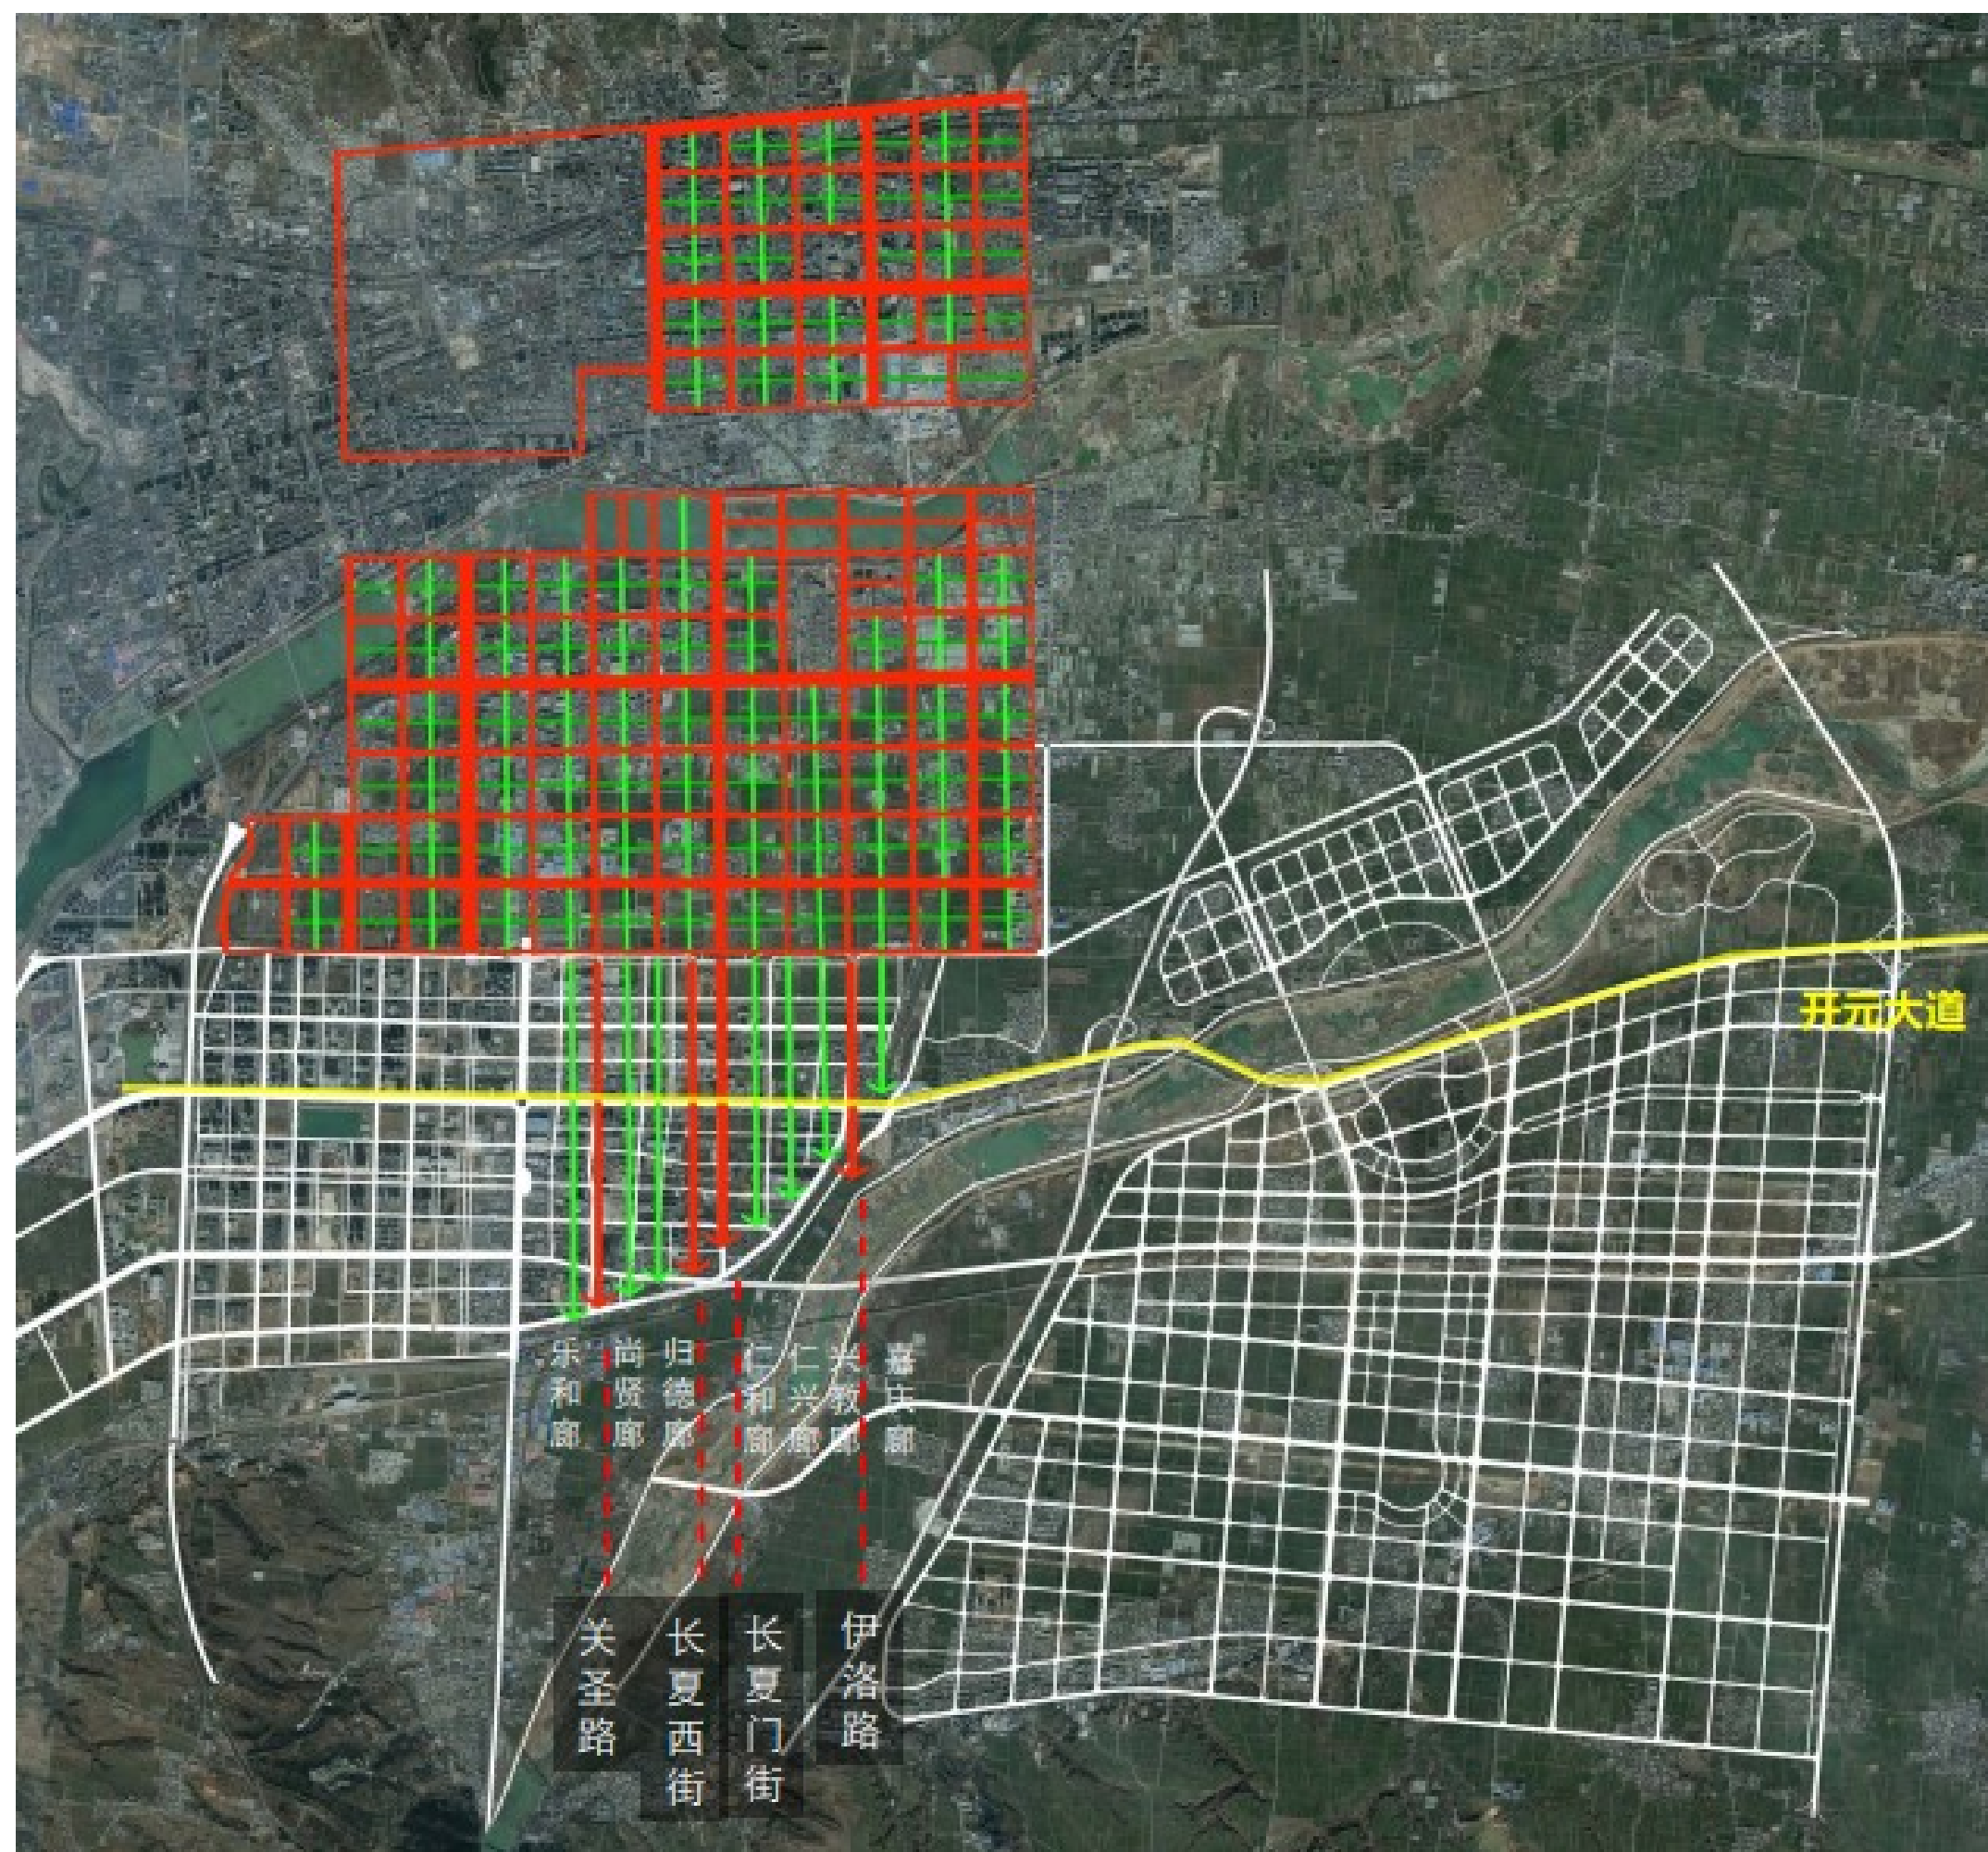 开元大道
乐和廊
尚贤廊
归德廊
仁和廊
仁兴廊
兴教廊
嘉庆廊
关圣路
长夏西街
长夏门街
伊洛路